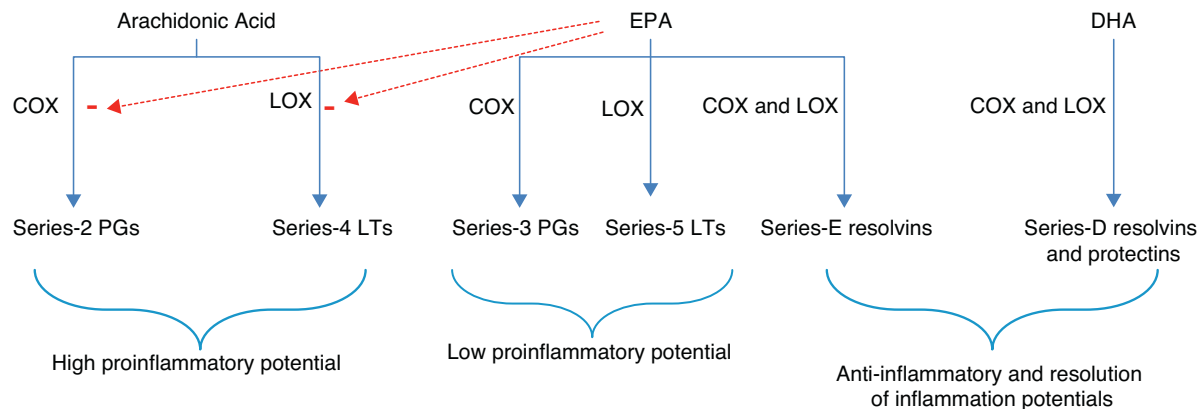 Arachidonic Acid
EPA
DHA
COX
LOX
COX
LOX
COX and LOX
COX and LOX
Series-2 PGs
Series-4 LTs
Series-3 PGs
Series-5 LTs
Series-E resolvins
Series-D resolvins
and protectins
High proinflammatory potential
Low proinflammatory potential
Anti-inflammatory and resolution
of inflammation potentials